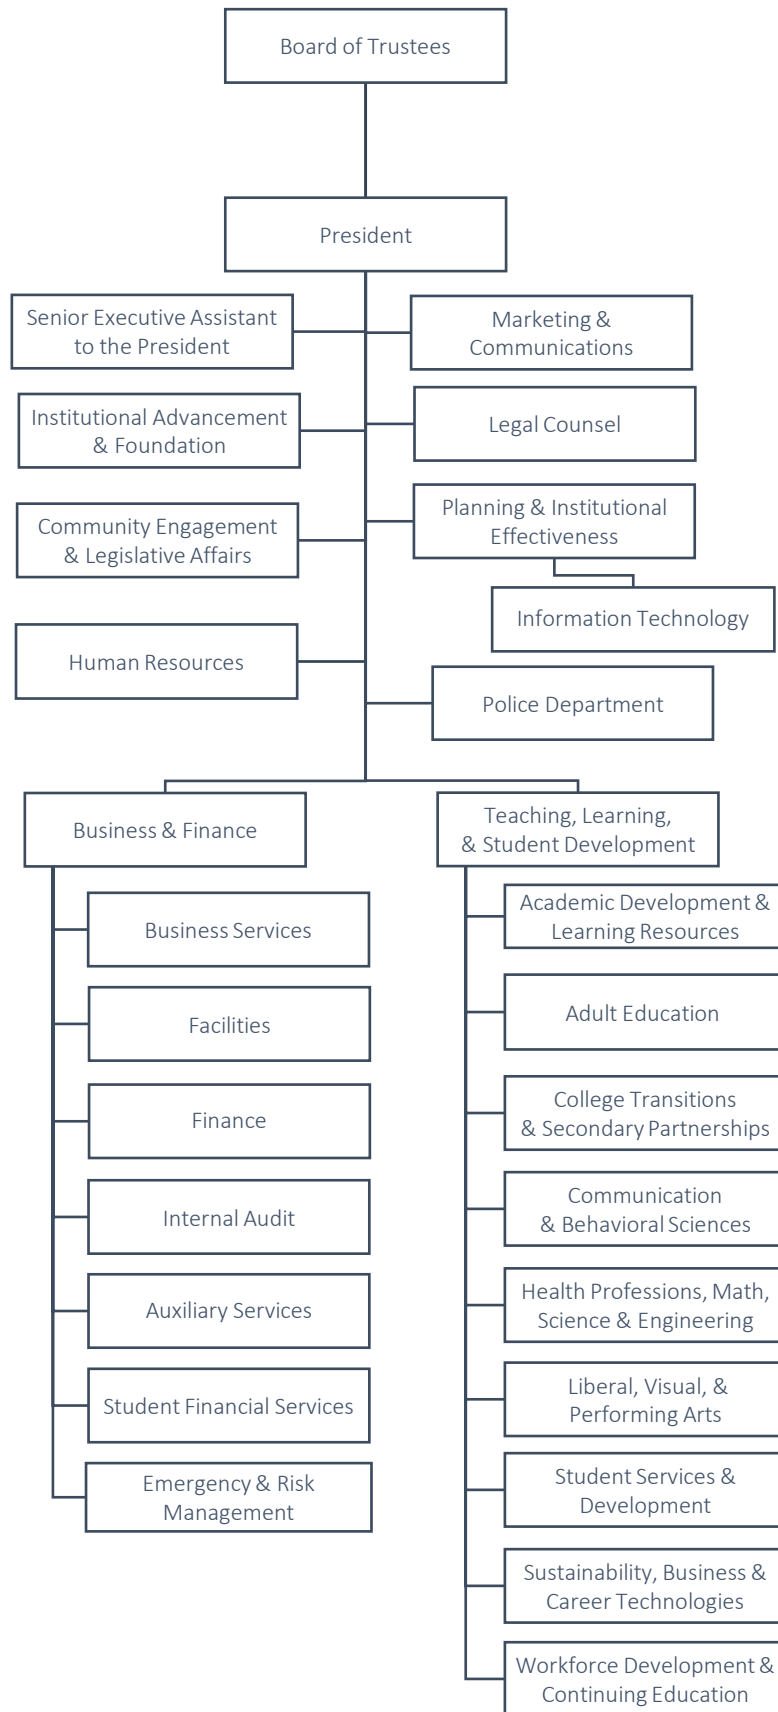 Board of Trustees
President
Senior Executive Assistant
to the President
Marketing &
Communications
Institutional Advancement
& Foundation
Legal Counsel
Community Engagement
& Legislative Affairs
Planning & Institutional
Effectiveness
Information Technology
Human Resources
Police Department
Business & Finance
Business Services
Facilities
Finance
Internal Audit
Auxiliary Services
Student Financial Services
Emergency & Risk
Management
Teaching, Learning,
& Student Development
Academic Development &
Learning Resources
Adult Education
College Transitions
& Secondary Partnerships
Communication
& Behavioral Sciences
Health Professions, Math,
Science & Engineering
Liberal, Visual, &
Performing Arts
Student Services &
Development
Sustainability, Business &
Career Technologies
Workforce Development &
Continuing Education